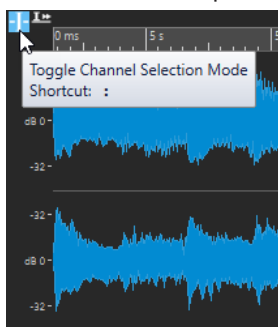 0 ms 5 s
Toggle Channel Selection Mode
Shortcut: :
dB 0-
-32-
-32-
dB 0-
-32-